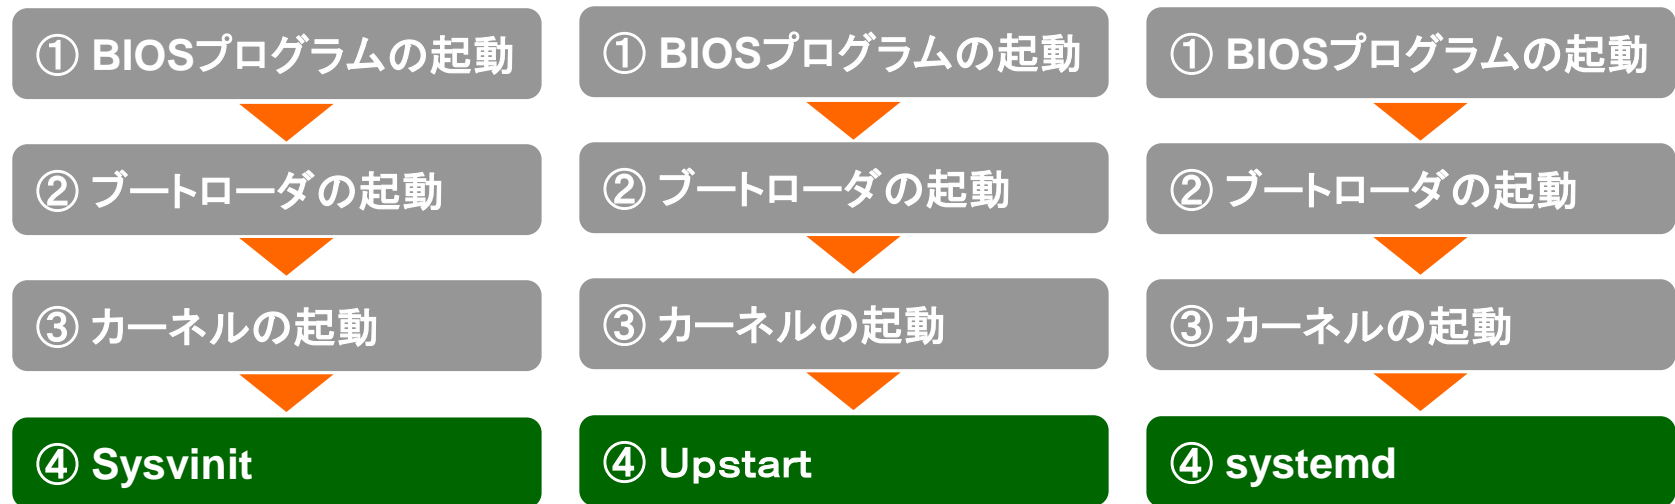 ① BIOSプログラムの起動
② ブートローダの起動
③ カーネルの起動
④ Sysvinit
① BIOSプログラムの起動
② ブートローダの起動
③ カーネルの起動
④ Upstart
① BIOSプログラムの起動
② ブートローダの起動
③ カーネルの起動
④ systemd